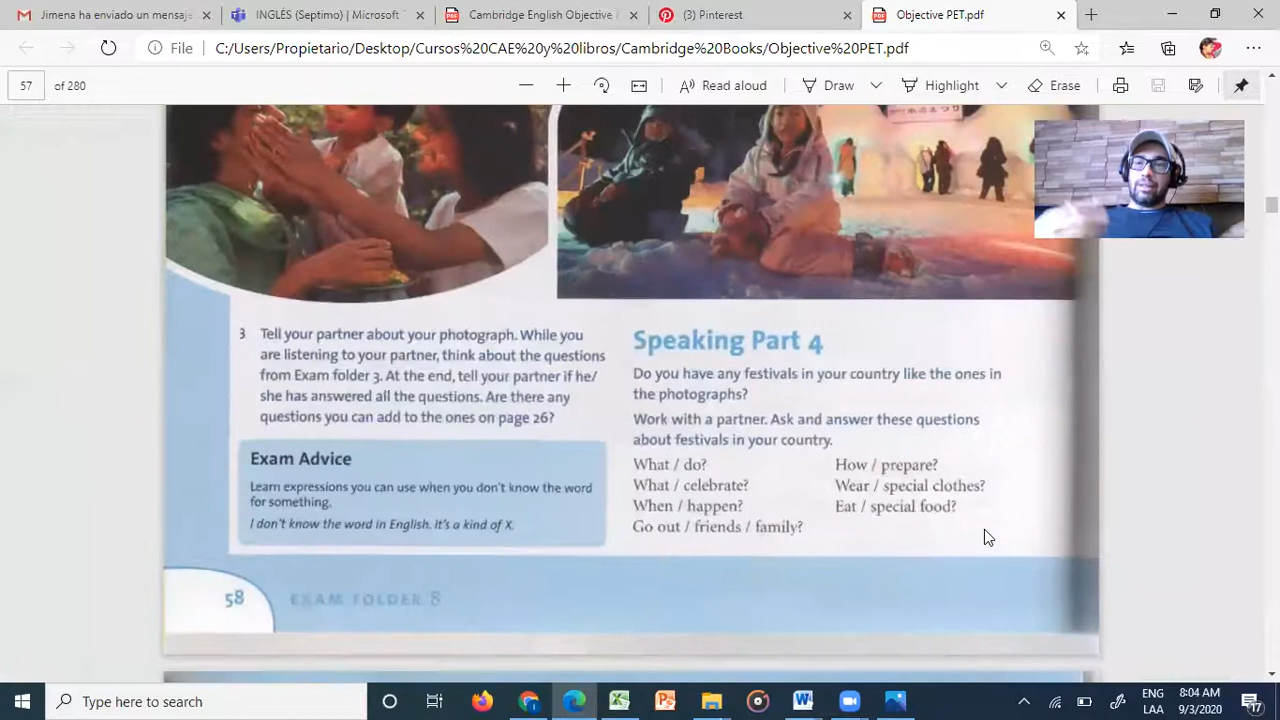 Jimena ha enviado un mensaje
INGLÉS (Septimo) | Microsoft
Cambridge English Objective
(3) Pinterest
Objective PET.pdf
File
C:/Users/Propietario/Desktop/Cursos%20CAE%20y%20libros/Cambridge%20Books/Objective%20PET.pdf
57 of 280
Read aloud
Draw
Highlight
Erase
3 Tell your partner about your photograph. While you
are listening to your partner, think about the questions
from Exam folder 3. At the end, tell your partner if he/
she has answered all the questions. Are there any
questions you can add to the ones on page 26?
Exam Advice
Learn expressions you can use when you don't know the word
for something.
I don't know the word in English. It's a kind of X.
Speaking Part 4
Do you have any festivals in your country like the ones in
the photographs?
Work with a partner. Ask and answer these questions
about festivals in your country.
What / do?
What / celebrate?
When / happen?
Go out / friends / family?
How / prepare?
Wear / special clothes?
Eat / special food?
58 EXAM FOLDER 8
Type here to search
ENG
LAA
8:04 AM
9/3/2020
17